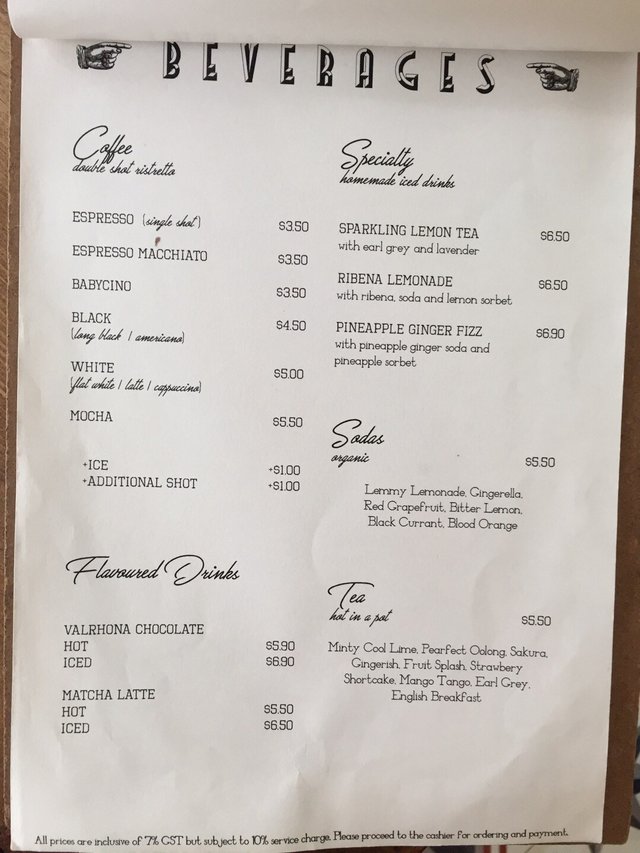 BEVERAGES
Coffee
double shot ristretto
ESPRESSO (single shot) $3.50
ESPRESSO MACCHIATO $3.50
BABYCINO $3.50
BLACK $4.50
(long black / americano)
WHITE $5.00
(flat white / latte / cappuccino)
MOCHA $5.50
+ICE +$1.00
+ADDITIONAL SHOT +$1.00
Flavoured Drinks
VALRHONA CHOCOLATE
HOT $5.90
ICED $6.90
MATCHA LATTE
HOT $5.50
ICED $6.50
Specialty
homemade iced drinks
SPARKLING LEMON TEA $6.50
with earl grey and lavender
RIBENA LEMONADE $6.50
with ribena, soda and lemon sorbet
PINEAPPLE GINGER FIZZ $6.90
with pineapple ginger soda and
pineapple sorbet
Sodas
organic $5.50
Lemmy Lemonade, Gingerella,
Red Grapefruit, Bitter Lemon,
Black Currant, Blood Orange
Tea
hot in a pot $5.50
Minty Cool Lime, Pearfect Oolong, Sakura,
Gingerish, Fruit Splash, Strawbery
Shortcake, Mango Tango, Earl Grey,
English Breakfast
All prices are inclusive of 7% GST but subject to 10% service charge. Please proceed to the cashier for ordering and payment.